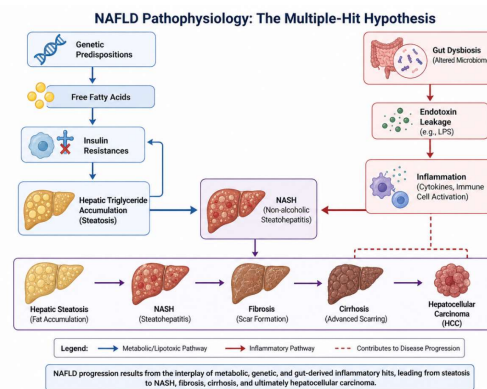 NAFLD Pathophysiology: The Multiple-Hit Hypothesis
Genetic
Predispositions
Free Fatty Acids
Insulin
Resistances
Hepatic Triglyceride
Accumulation
(Steatosis)
NASH
(Non-alcoholic
Steatohepatitis)
Gut Dysbiosis
(Altered Microbiome)
Endotoxin
Leakage
(e.g., LPS)
Inflammation
(Cytokines, Immune
Cell Activation)
Hepatic Steatosis
(Fat Accumulation)
NASH
(Steatohepatitis)
Fibrosis
(Scar Formation)
Cirrhosis
(Advanced Scarring)
Hepatocellular
Carcinoma
(HCC)
Legend:
Metabolic/Lipotoxic Pathway
Inflammatory Pathway
Contributes to Disease Progression
NAFLD progression results from the interplay of metabolic, genetic, and gut-derived inflammatory hits, leading from steatosis
to NASH, fibrosis, cirrhosis, and ultimately hepatocellular carcinoma.